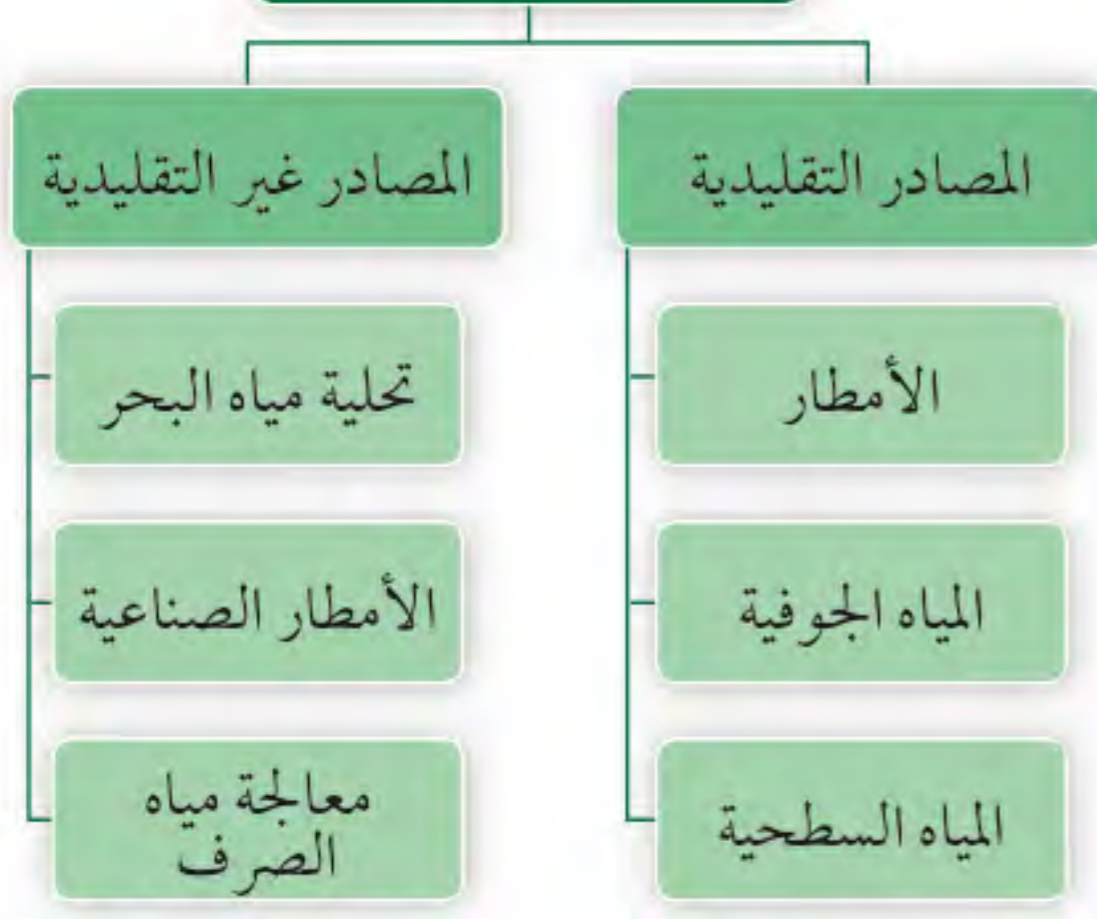 المصادر التقليدية
الأمطار
المياه الجوفية
المياه السطحية
المصادر غير التقليدية
تحلية مياه البحر
الأمطار الصناعية
معالجة مياه
الصرف